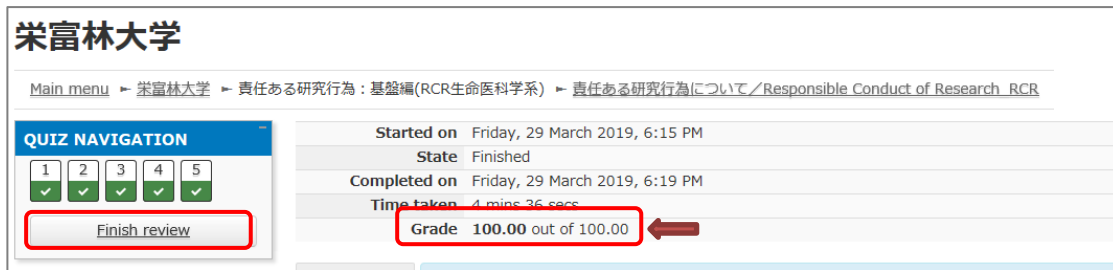 栄富林大学
Main menu ► 栄富林大学 ► 責任ある研究行為：基盤編(RCR生命医科学系) ► 責任ある研究行為について／Responsible Conduct of Research RCR
QUIZ NAVIGATION
1 2 3 4 5
Finish review
Started on Friday, 29 March 2019, 6:15 PM
State Finished
Completed on Friday, 29 March 2019, 6:19 PM
Time taken 4 mins 36 secs
Grade 100.00 out of 100.00